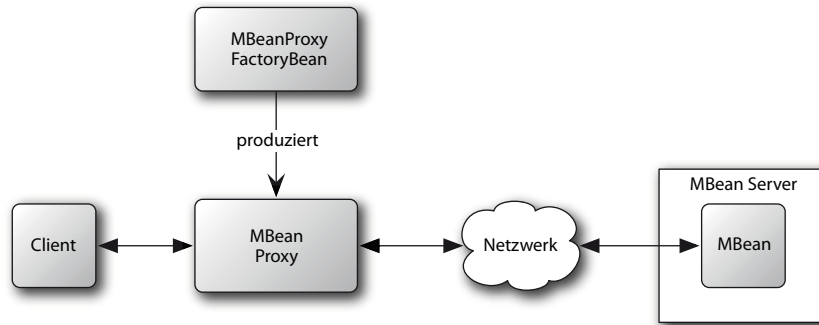 MBeanProxy
FactoryBean
produziert
MBean Server
Client
MBean
Proxy
Netzwerk
MBean